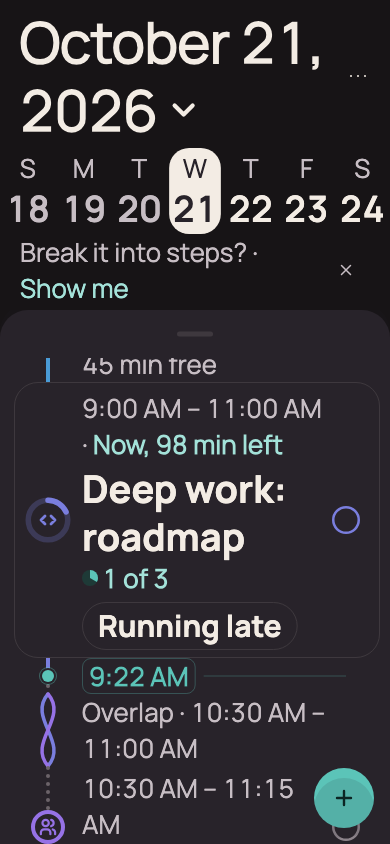 October 21,
2026
...
S M T W T F S
18 19 20 21 22 23 24
Break it into steps? ·
Show me
45 min free
9:00 AM – 11:00 AM
· Now, 98 min left
Deep work:
roadmap
1 of 3
Running late
9:22 AM
Overlap · 10:30 AM –
11:00 AM
10:30 AM – 11:15
AM